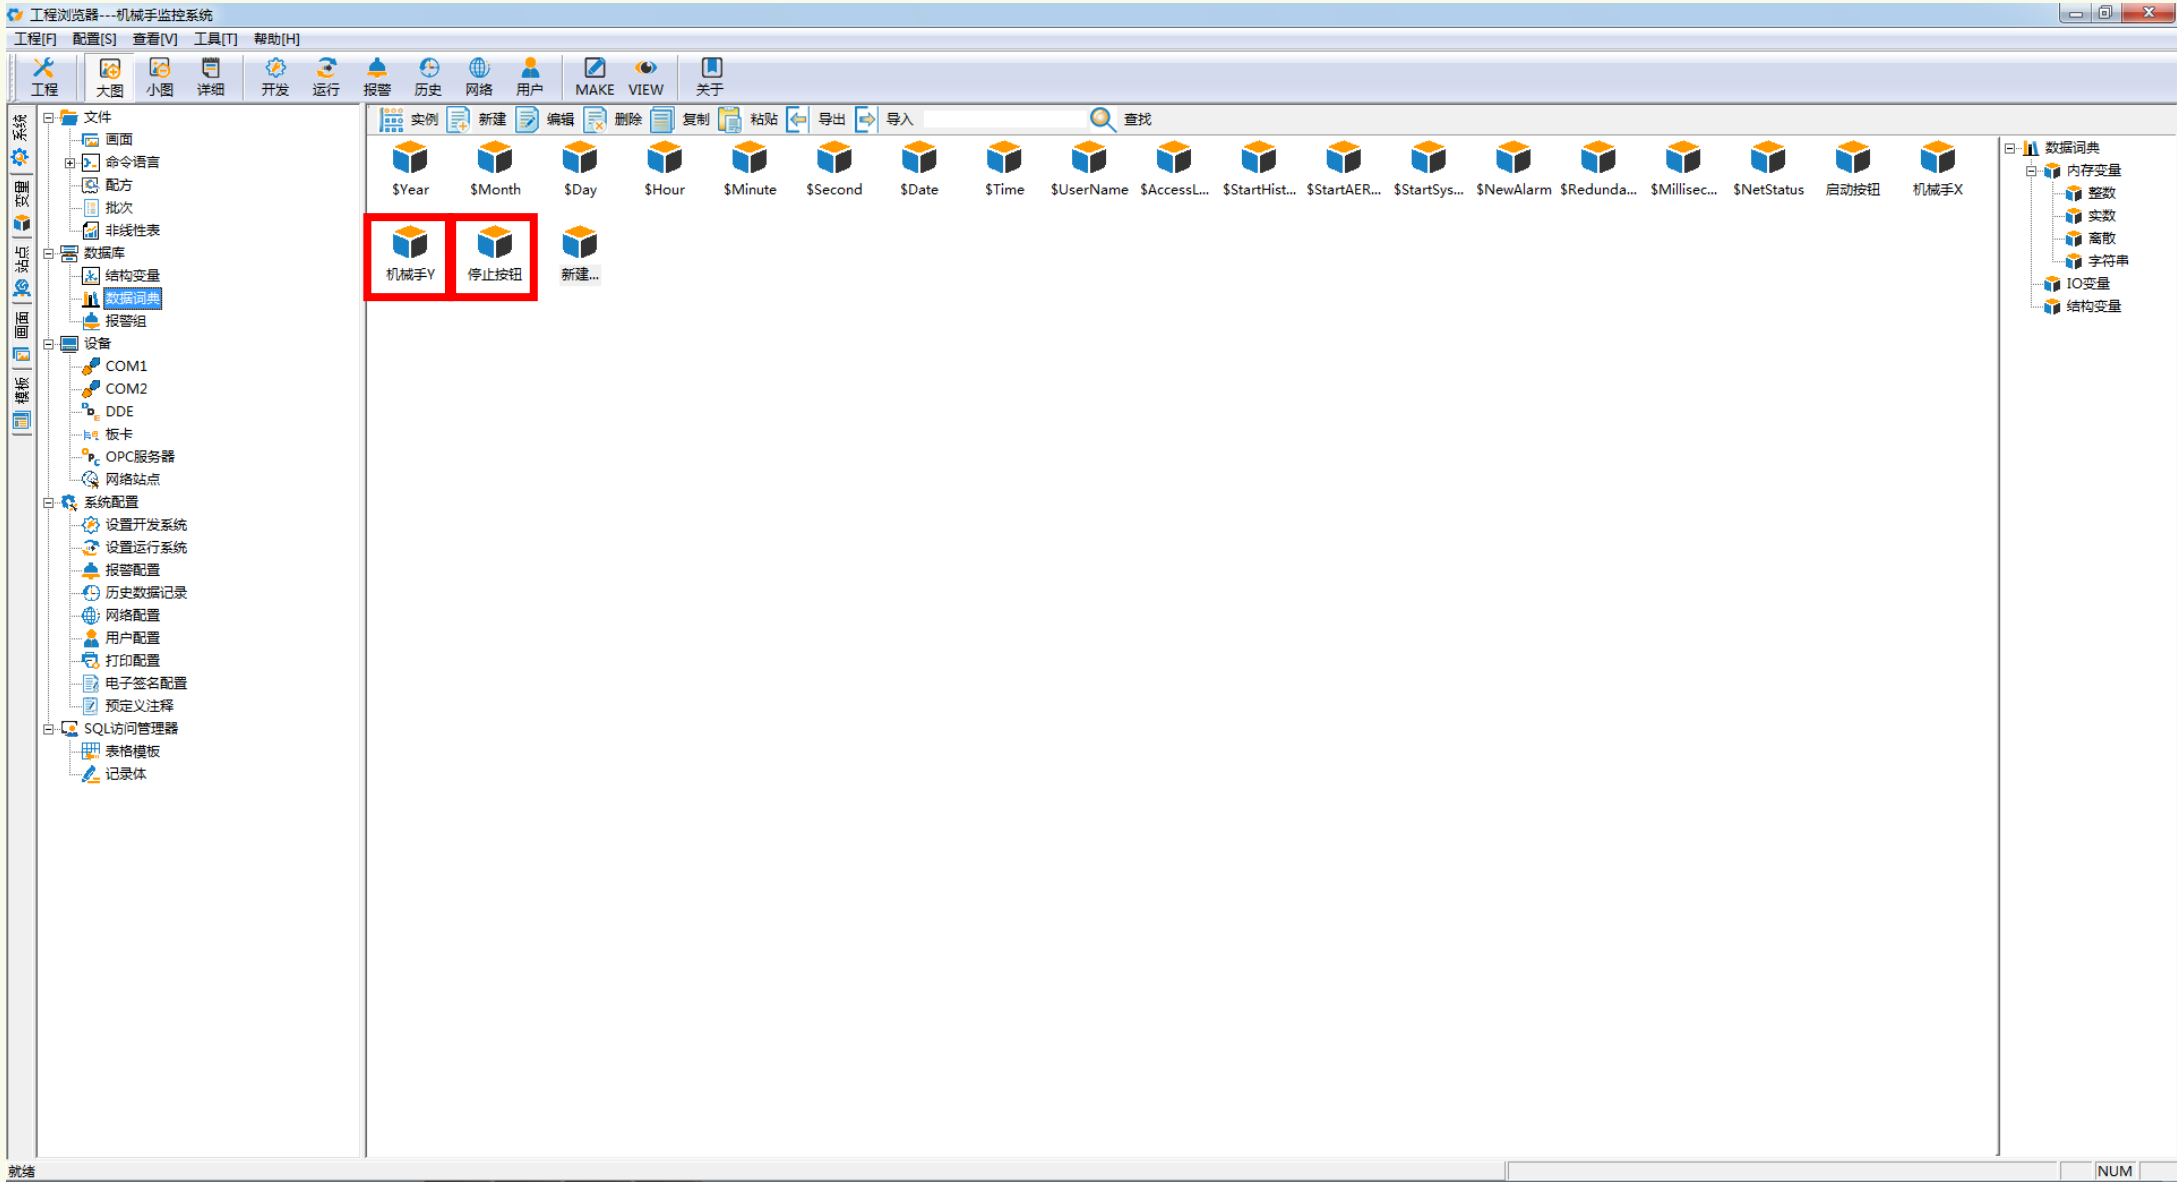 工程浏览器---机械手监控系统
工程[F] 配置[S] 查看[V] 工具[T] 帮助[H]
工程 大图 小图 详细 开发 运行 报警 历史 网络 用户 MAKE VIEW 关于
系统
变量
站点
画面
模板
文件
画面
命令语言
配方
批次
非线性表
数据库
结构变量
数据词典
报警组
设备
COM1
COM2
DDE
板卡
OPC服务器
网络站点
系统配置
设置开发系统
设置运行系统
报警配置
历史数据记录
网络配置
用户配置
打印配置
电子签名配置
预定义注释
SQL访问管理器
表格模板
记录体
实例 新建 编辑 删除 复制 粘贴 导出 导入 查找
$Year $Month $Day $Hour $Minute $Second $Date $Time $UserName $AccessL... $StartHist... $StartAER... $StartSys... $NewAlarm $Redunda... $Millisec... $NetStatus 启动按钮 机械手X
机械手Y 停止按钮 新建...
数据词典
内存变量
整数
实数
离散
字符串
IO变量
结构变量
就绪 NUM